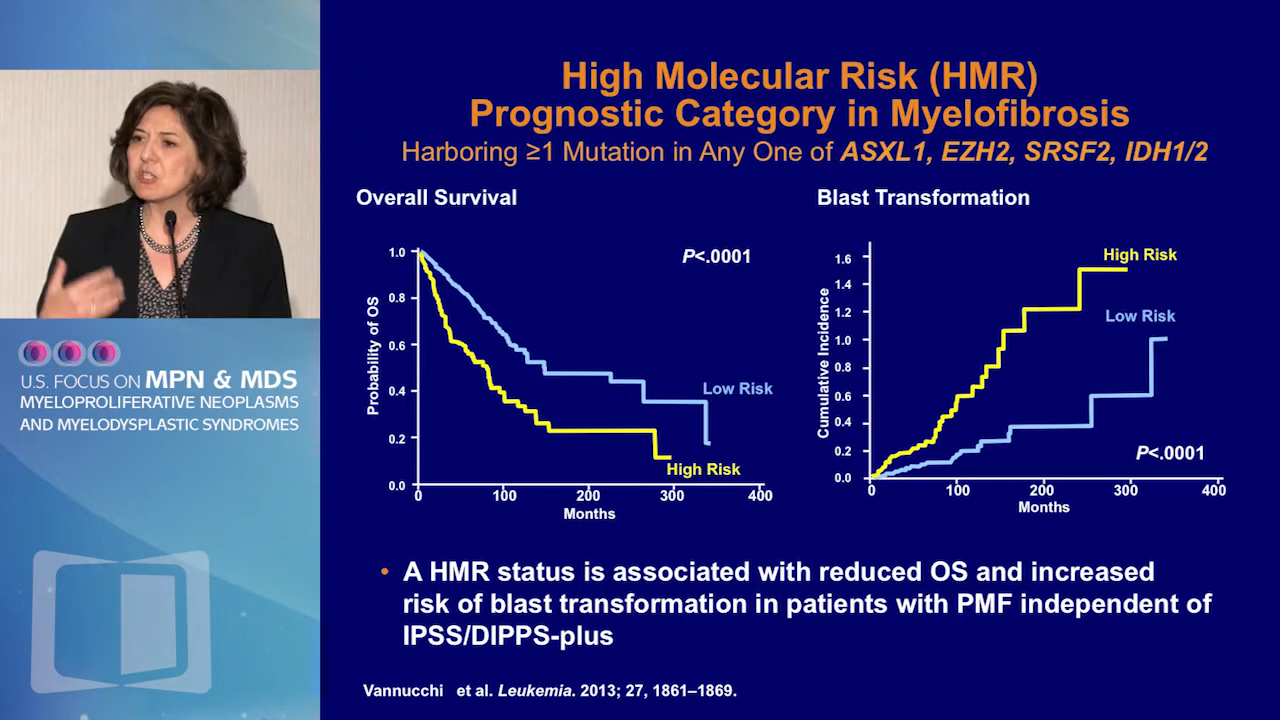 High Molecular Risk (HMR)
Prognostic Category in Myelofibrosis
Harboring ≥1 Mutation in Any One of ASXL1, EZH2, SRSF2, IDH1/2
Overall Survival
P<.0001
Probability of OS
1.0
0.8
0.6
0.4
0.2
0.0
Low Risk
High Risk
0 100 200 300 400
Months
Blast Transformation
Cumulative Incidence
1.6
1.4
1.2
1.0
0.8
0.6
0.4
0.2
0.0
High Risk
Low Risk
P<.0001
0 100 200 300 400
Months
• A HMR status is associated with reduced OS and increased
risk of blast transformation in patients with PMF independent of
IPSS/DIPPS-plus
Vannucchi et al. Leukemia. 2013; 27, 1861–1869.
U.S. FOCUS ON MPN & MDS
MYELOPROLIFERATIVE NEOPLASMS
AND MYELODYSPLASTIC SYNDROMES